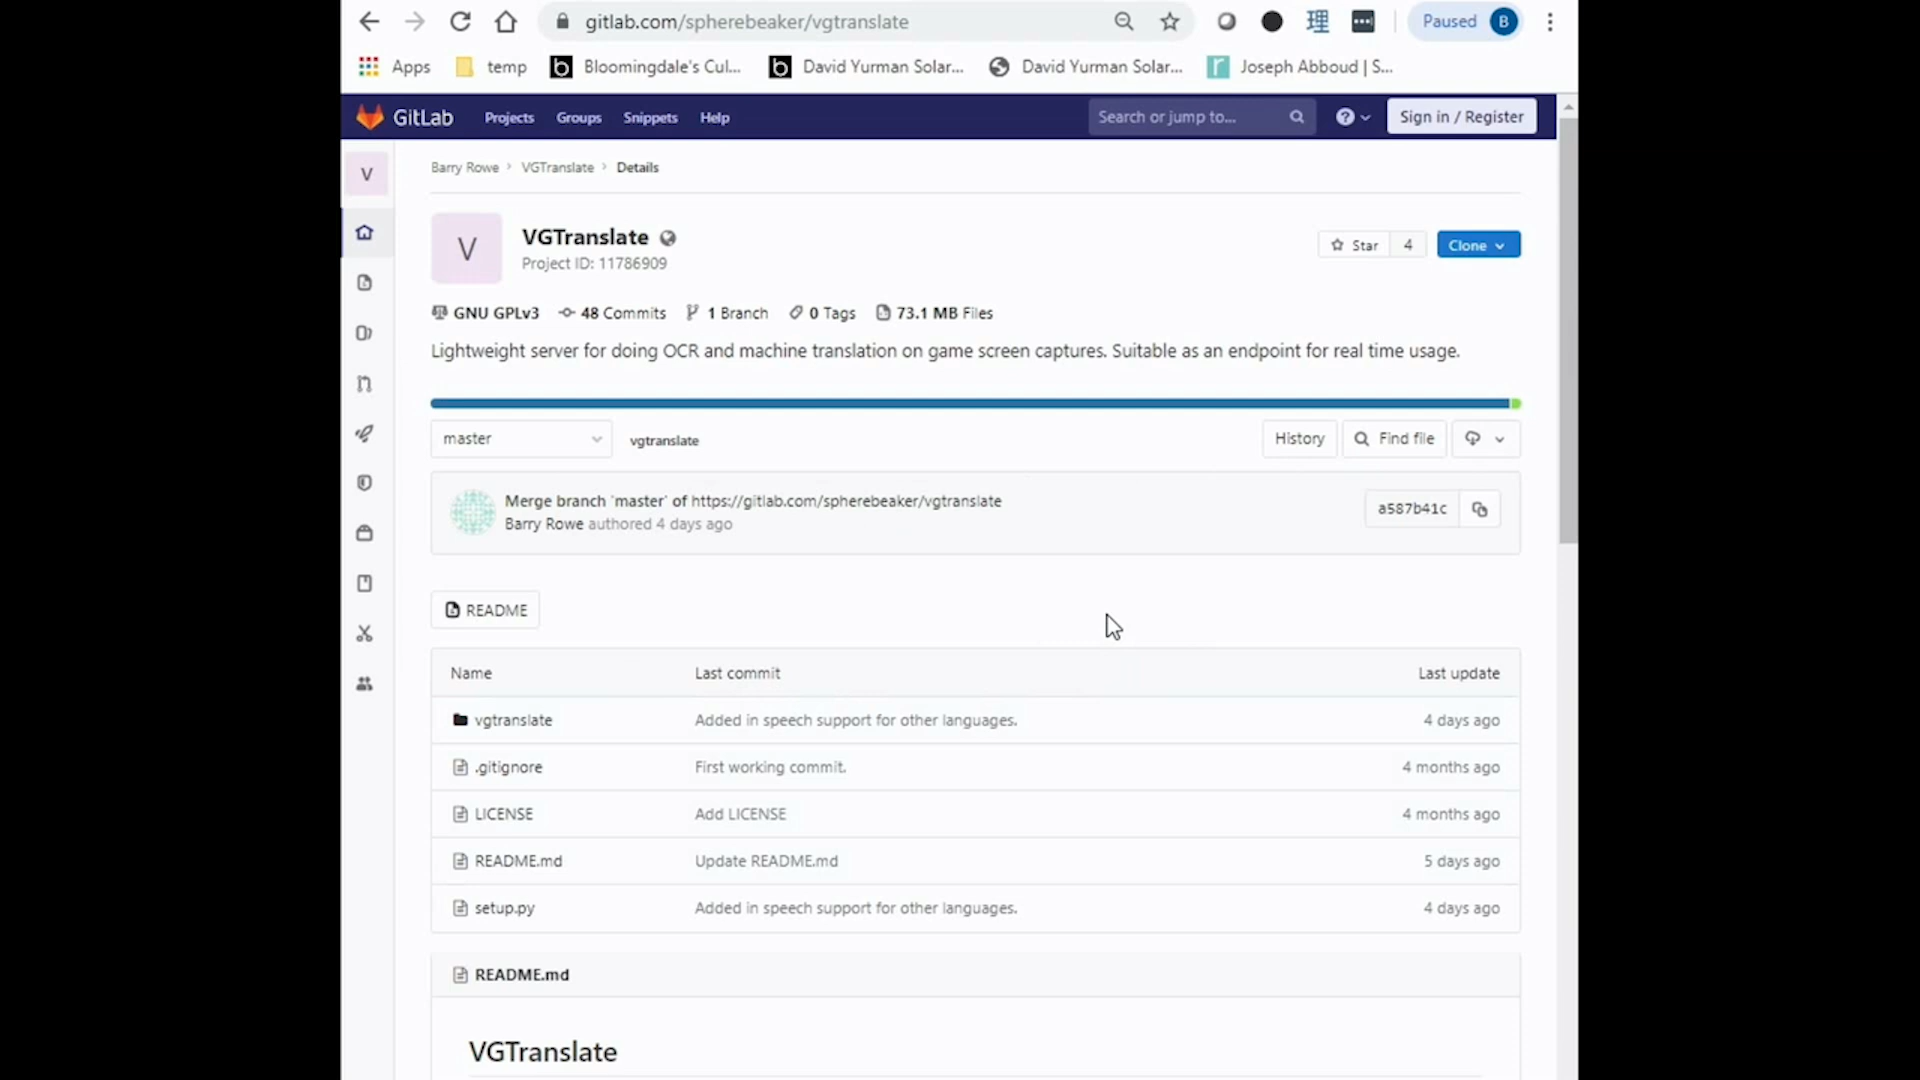 gitlab.com/spherebeaker/vgtranslate
Paused B
Apps temp Bloomingdale's Cul... David Yurman Solar... David Yurman Solar... Joseph Abboud | S...
GitLab Projects Groups Snippets Help Search or jump to... Sign in / Register
V
Barry Rowe > VGTranslate > Details
V
VGTranslate
Project ID: 11786909
Star 4 Clone
GNU GPLv3 48 Commits 1 Branch 0 Tags 73.1 MB Files
Lightweight server for doing OCR and machine translation on game screen captures. Suitable as an endpoint for real time usage.
master vgtranslate History Find file
Merge branch 'master' of https://gitlab.com/spherebeaker/vgtranslate
Barry Rowe authored 4 days ago
a587b41c
README
Name Last commit Last update
vgtranslate Added in speech support for other languages. 4 days ago
.gitignore First working commit. 4 months ago
LICENSE Add LICENSE 4 months ago
README.md Update README.md 5 days ago
setup.py Added in speech support for other languages. 4 days ago
README.md
VGTranslate